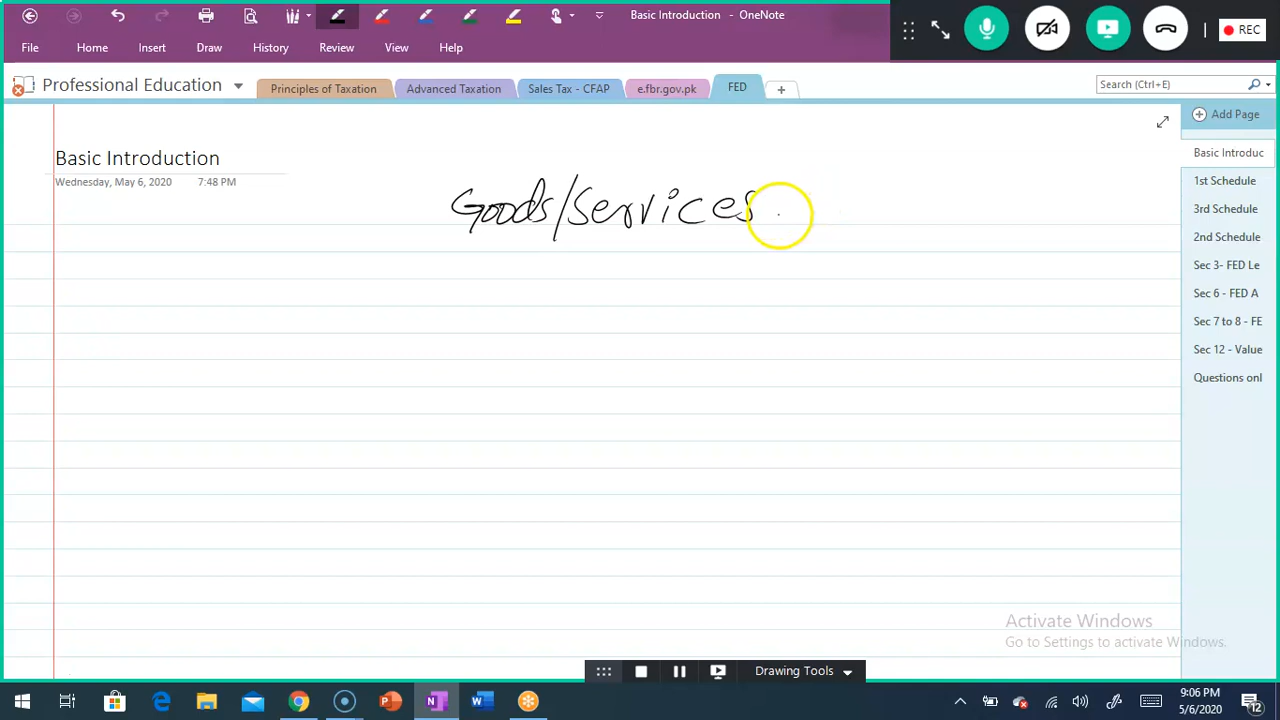 Basic Introduction - OneNote
REC
File Home Insert Draw History Review View Help
Professional Education
Principles of Taxation
Advanced Taxation
Sales Tax - CFAP
e.fbr.gov.pk
FED
Search (Ctrl+E)
Add Page
Basic Introduction
Wednesday, May 6, 2020 7:48 PM
Goods/Services
Basic Introduc
1st Schedule
3rd Schedule
2nd Schedule
Sec 3- FED Le
Sec 6 - FED A
Sec 7 to 8 - FE
Sec 12 - Value
Questions onl
Activate Windows
Go to Settings to activate Windows.
Drawing Tools
9:06 PM
5/6/2020
12